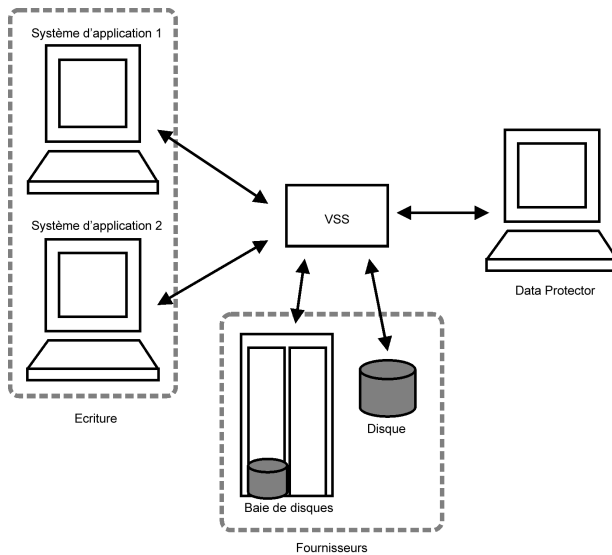 Système d'application 1
Système d'application 2
VSS
Data Protector
Ecriture
Disque
Baie de disques
Fournisseurs